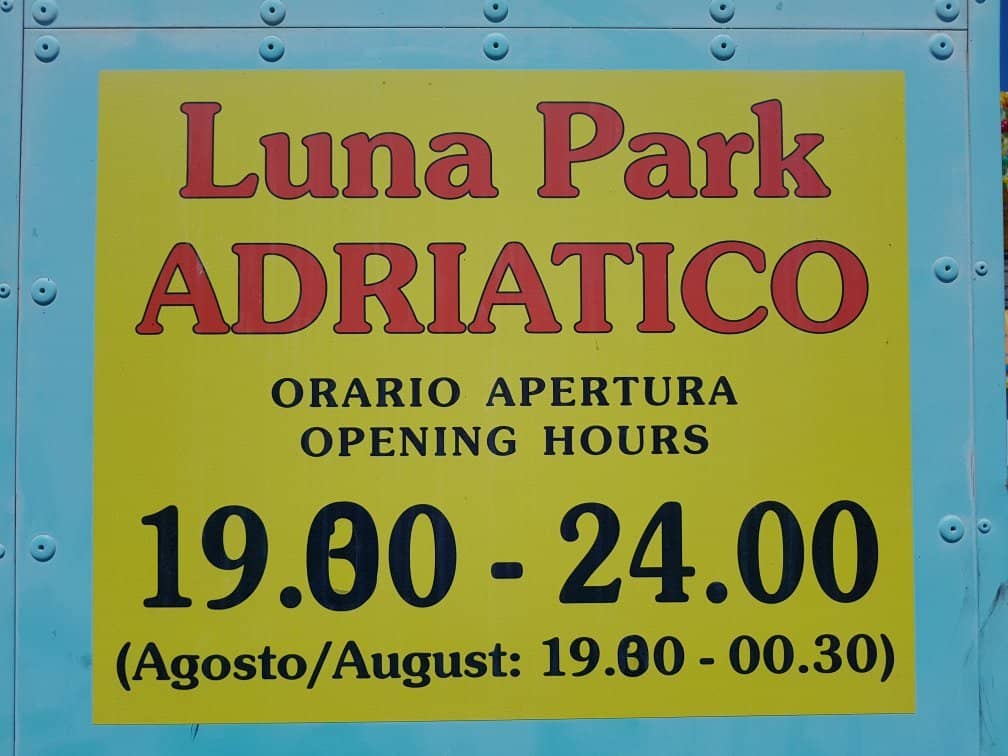 Luna Park
ADRIATICO
ORARIO APERTURA
OPENING HOURS
19.00 - 24.00
(Agosto/August: 19.00 - 00.30)